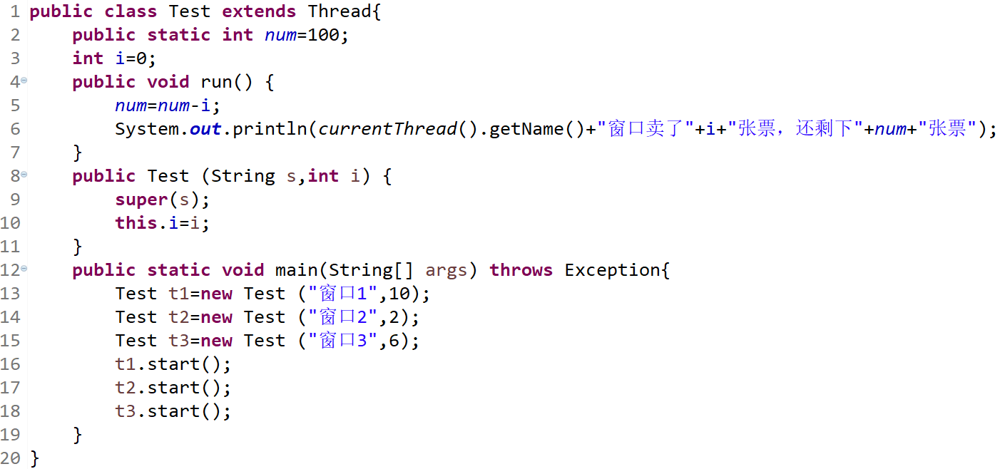 1 public class Test extends Thread{
2     public static int num=100;
3     int i=0;
4     public void run() {
5         num=num-i;
6         System.out.println(currentThread().getName()+"窗口卖了"+i+"张票，还剩下"+num+"张票");
7     }
8     public Test (String s,int i) {
9         super(s);
10         this.i=i;
11     }
12     public static void main(String[] args) throws Exception{
13         Test t1=new Test ("窗口1",10);
14         Test t2=new Test ("窗口2",2);
15         Test t3=new Test ("窗口3",6);
16         t1.start();
17         t2.start();
18         t3.start();
19     }
20 }